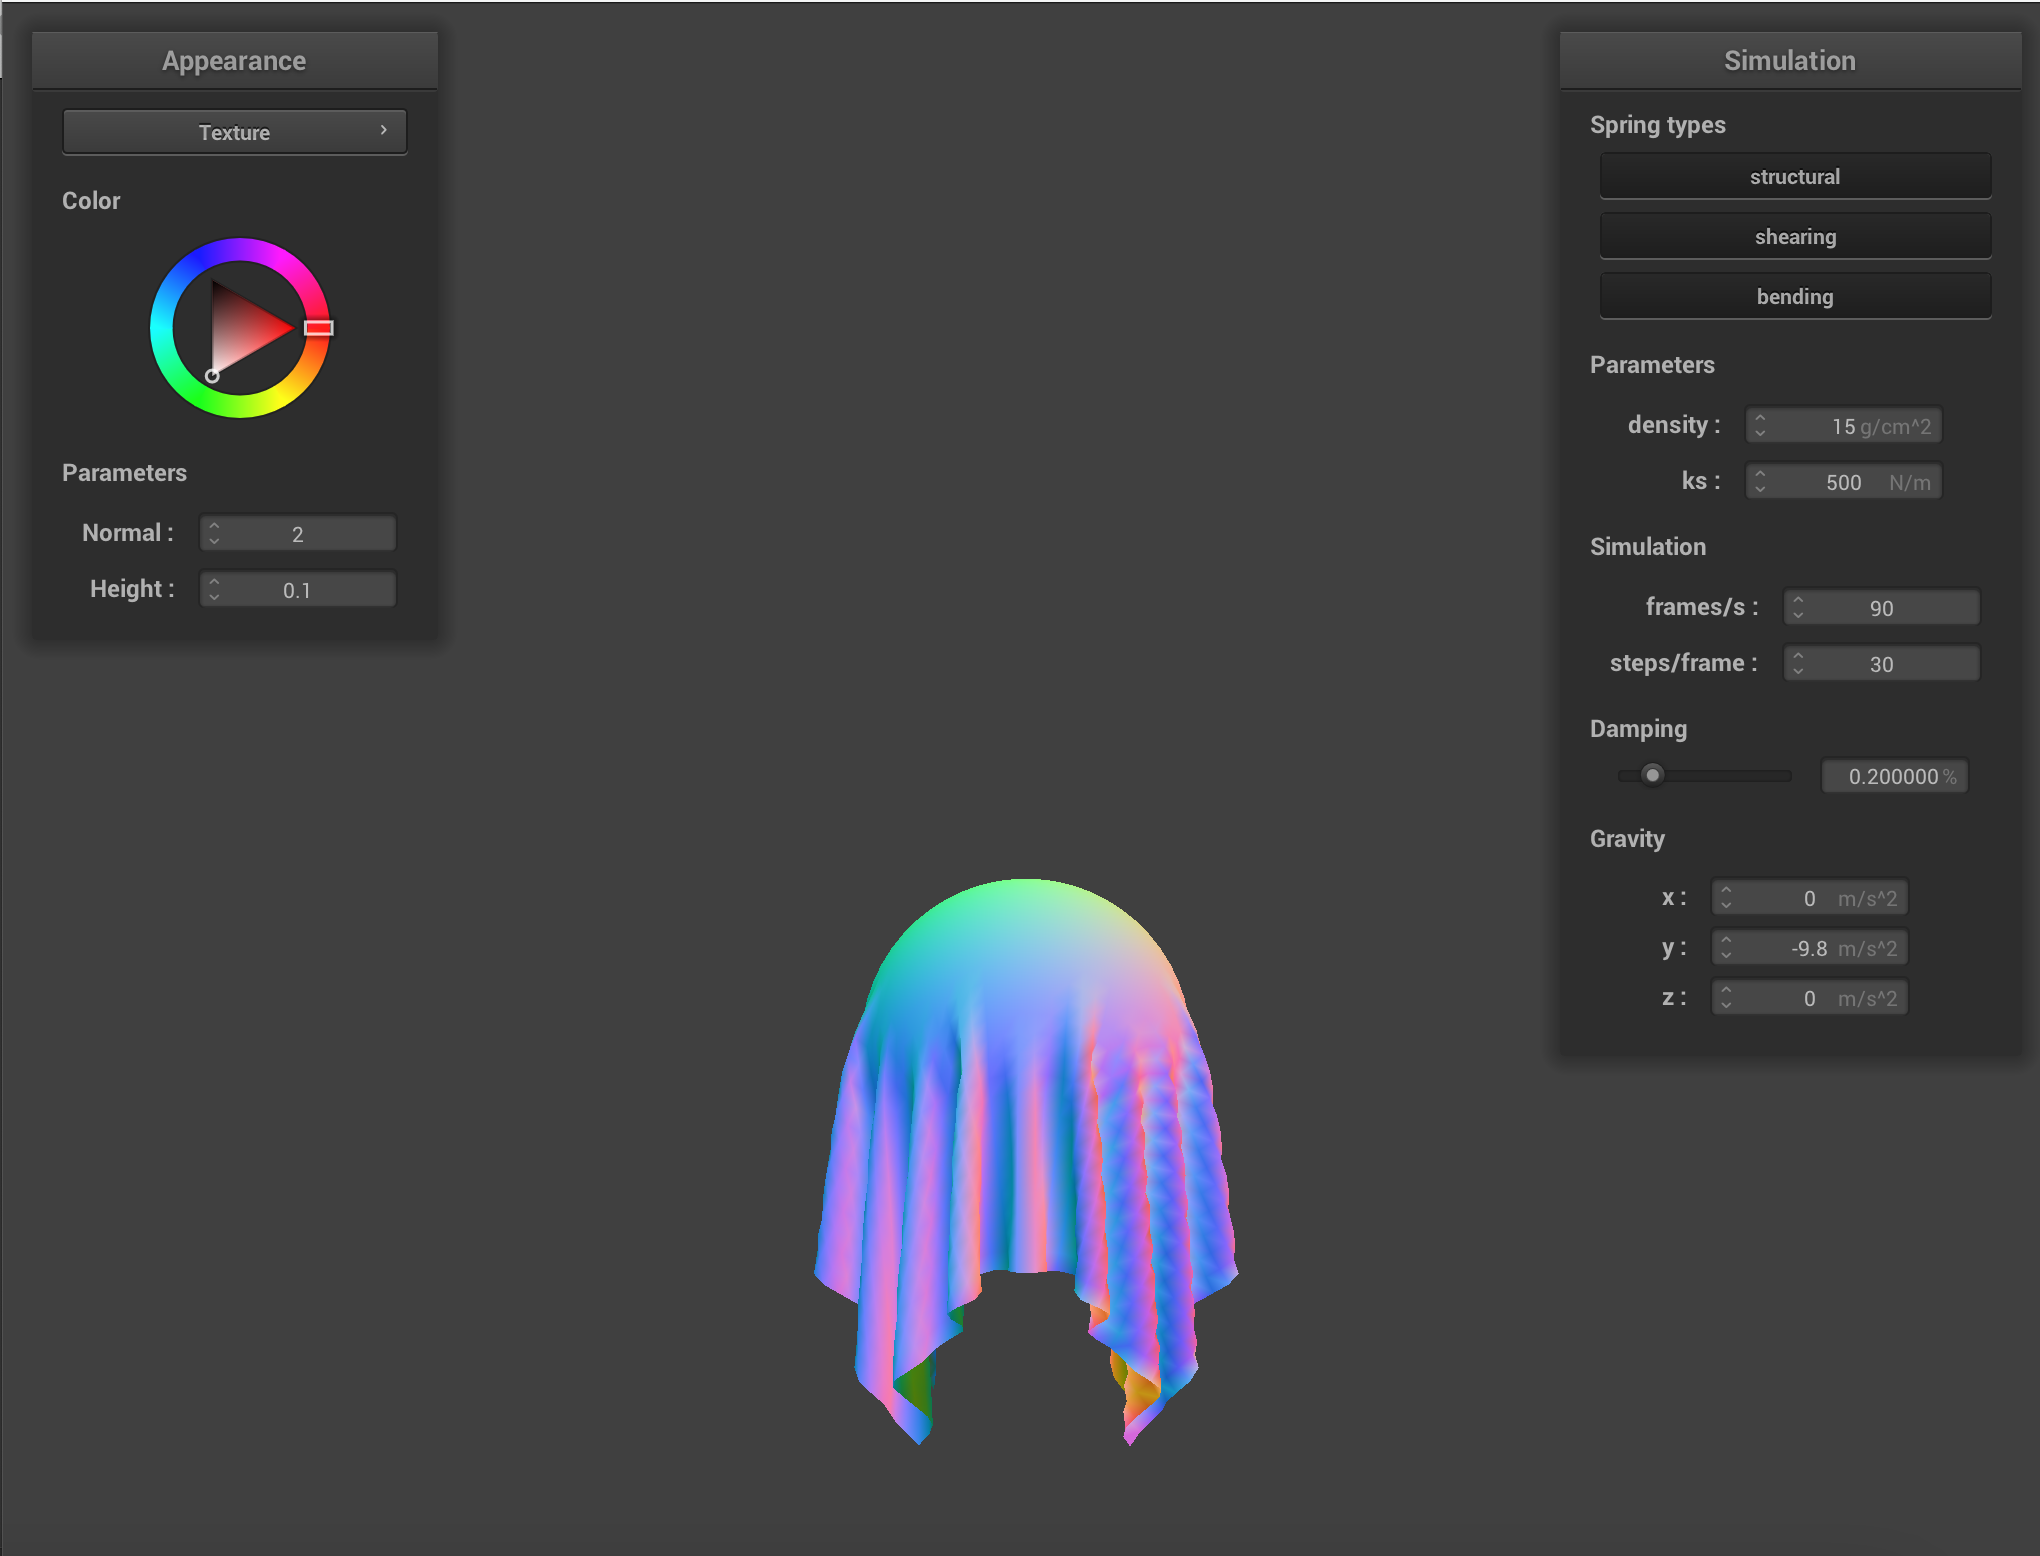 Appearance
Texture
Color
Parameters
Normal : 2
Height : 0.1
Simulation
Spring types
structural
shearing
bending
Parameters
density : 15 g/cm^2
ks : 500 N/m
Simulation
frames/s : 90
steps/frame : 30
Damping
0.200000 %
Gravity
x : 0 m/s^2
y : -9.8 m/s^2
z : 0 m/s^2